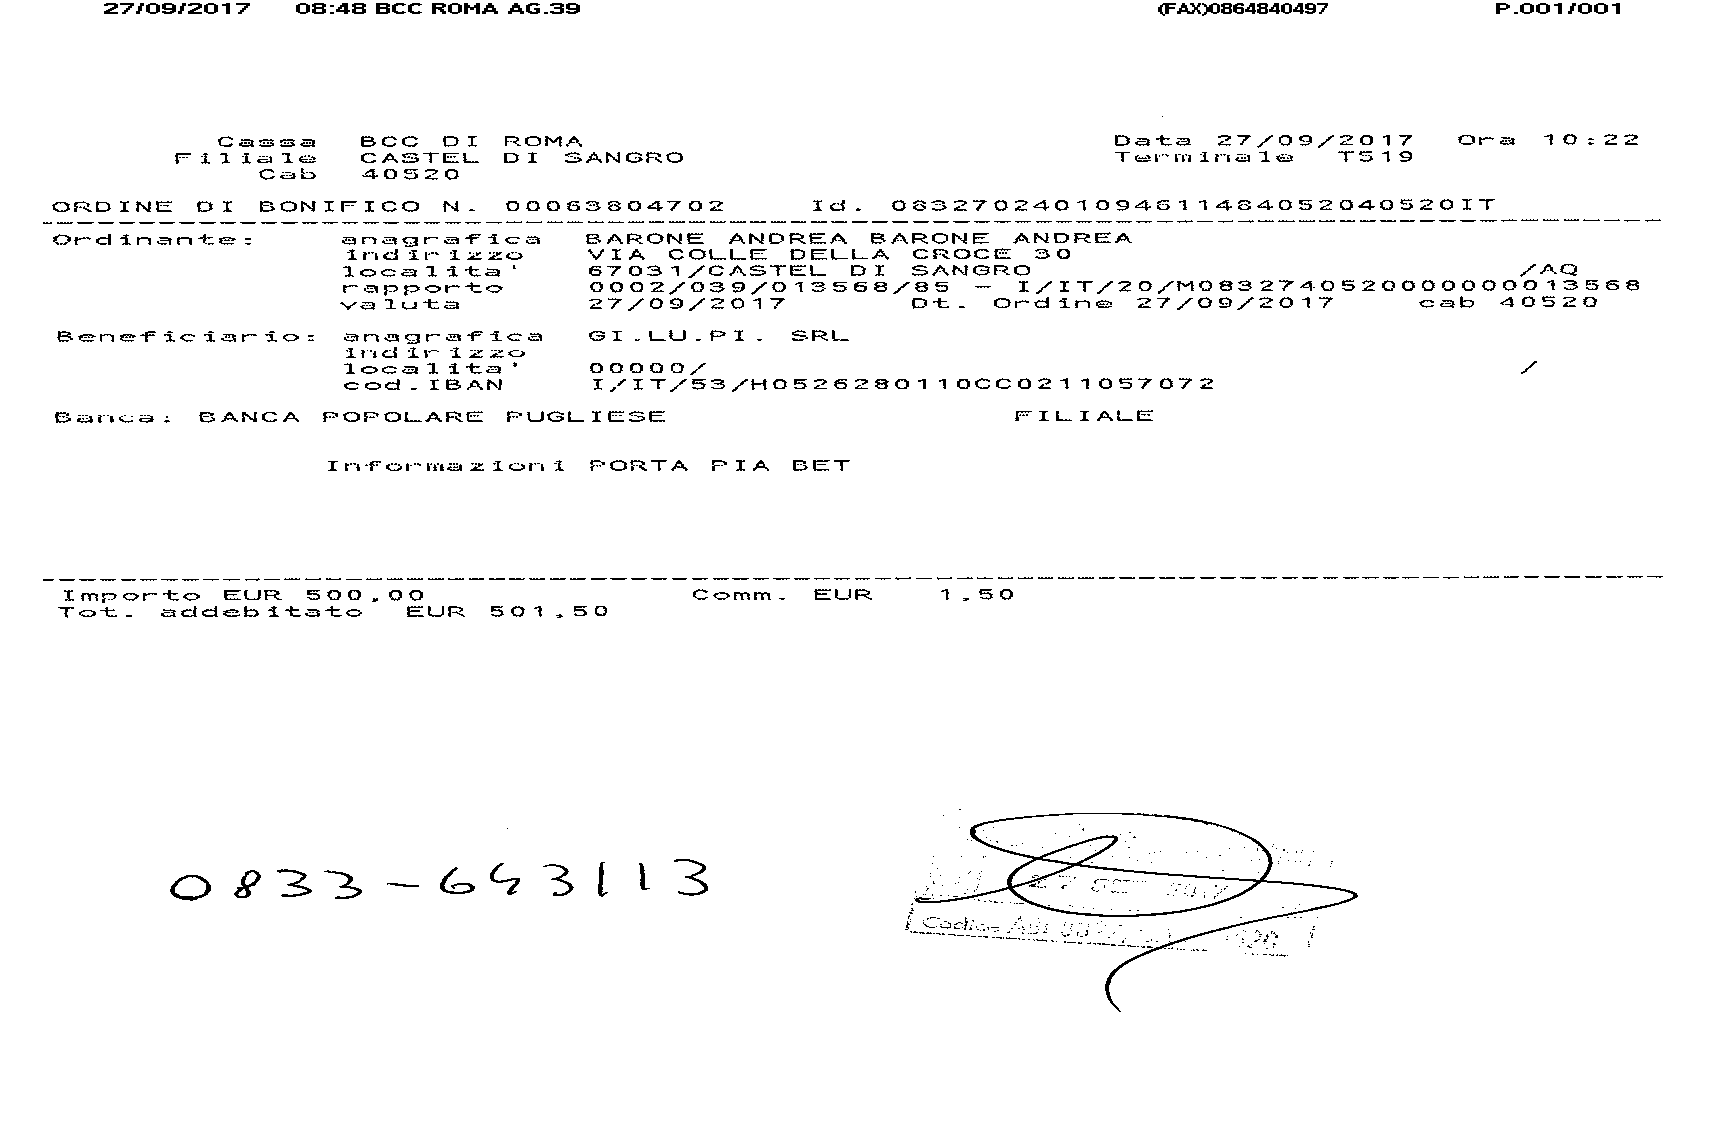 27/09/2017 08:48 BCC ROMA AG.39 (FAX)0864840497 P.001/001
Cassa BCC DI ROMA Data 27/09/2017 Ora 10:22
Filiale CASTEL DI SANGRO Terminale T519
Cab 40520
ORDINE DI BONIFICO N. 00063804702 Id. 0832702401094611484052040520IT
Ordinante: anagrafica BARONE ANDREA BARONE ANDREA
indirizzo VIA COLLE DELLA CROCE 30
localita' 67031/CASTEL DI SANGRO /AQ
rapporto 0002/039/013568/85 - I/IT/20/M0832740520000000013568
valuta 27/09/2017 Dt. Ordine 27/09/2017 cab 40520
Beneficiario: anagrafica GI.LU.PI. SRL
indirizzo
localita' 00000/ /
cod.IBAN I/IT/53/H0526280110CC0211057072
Banca: BANCA POPOLARE PUGLIESE FILIALE
Informazioni PORTA PIA BET
Importo EUR 500,00 Comm. EUR 1,50
Tot. addebitato EUR 501,50
0833-643113
27 SET
Codice ABI